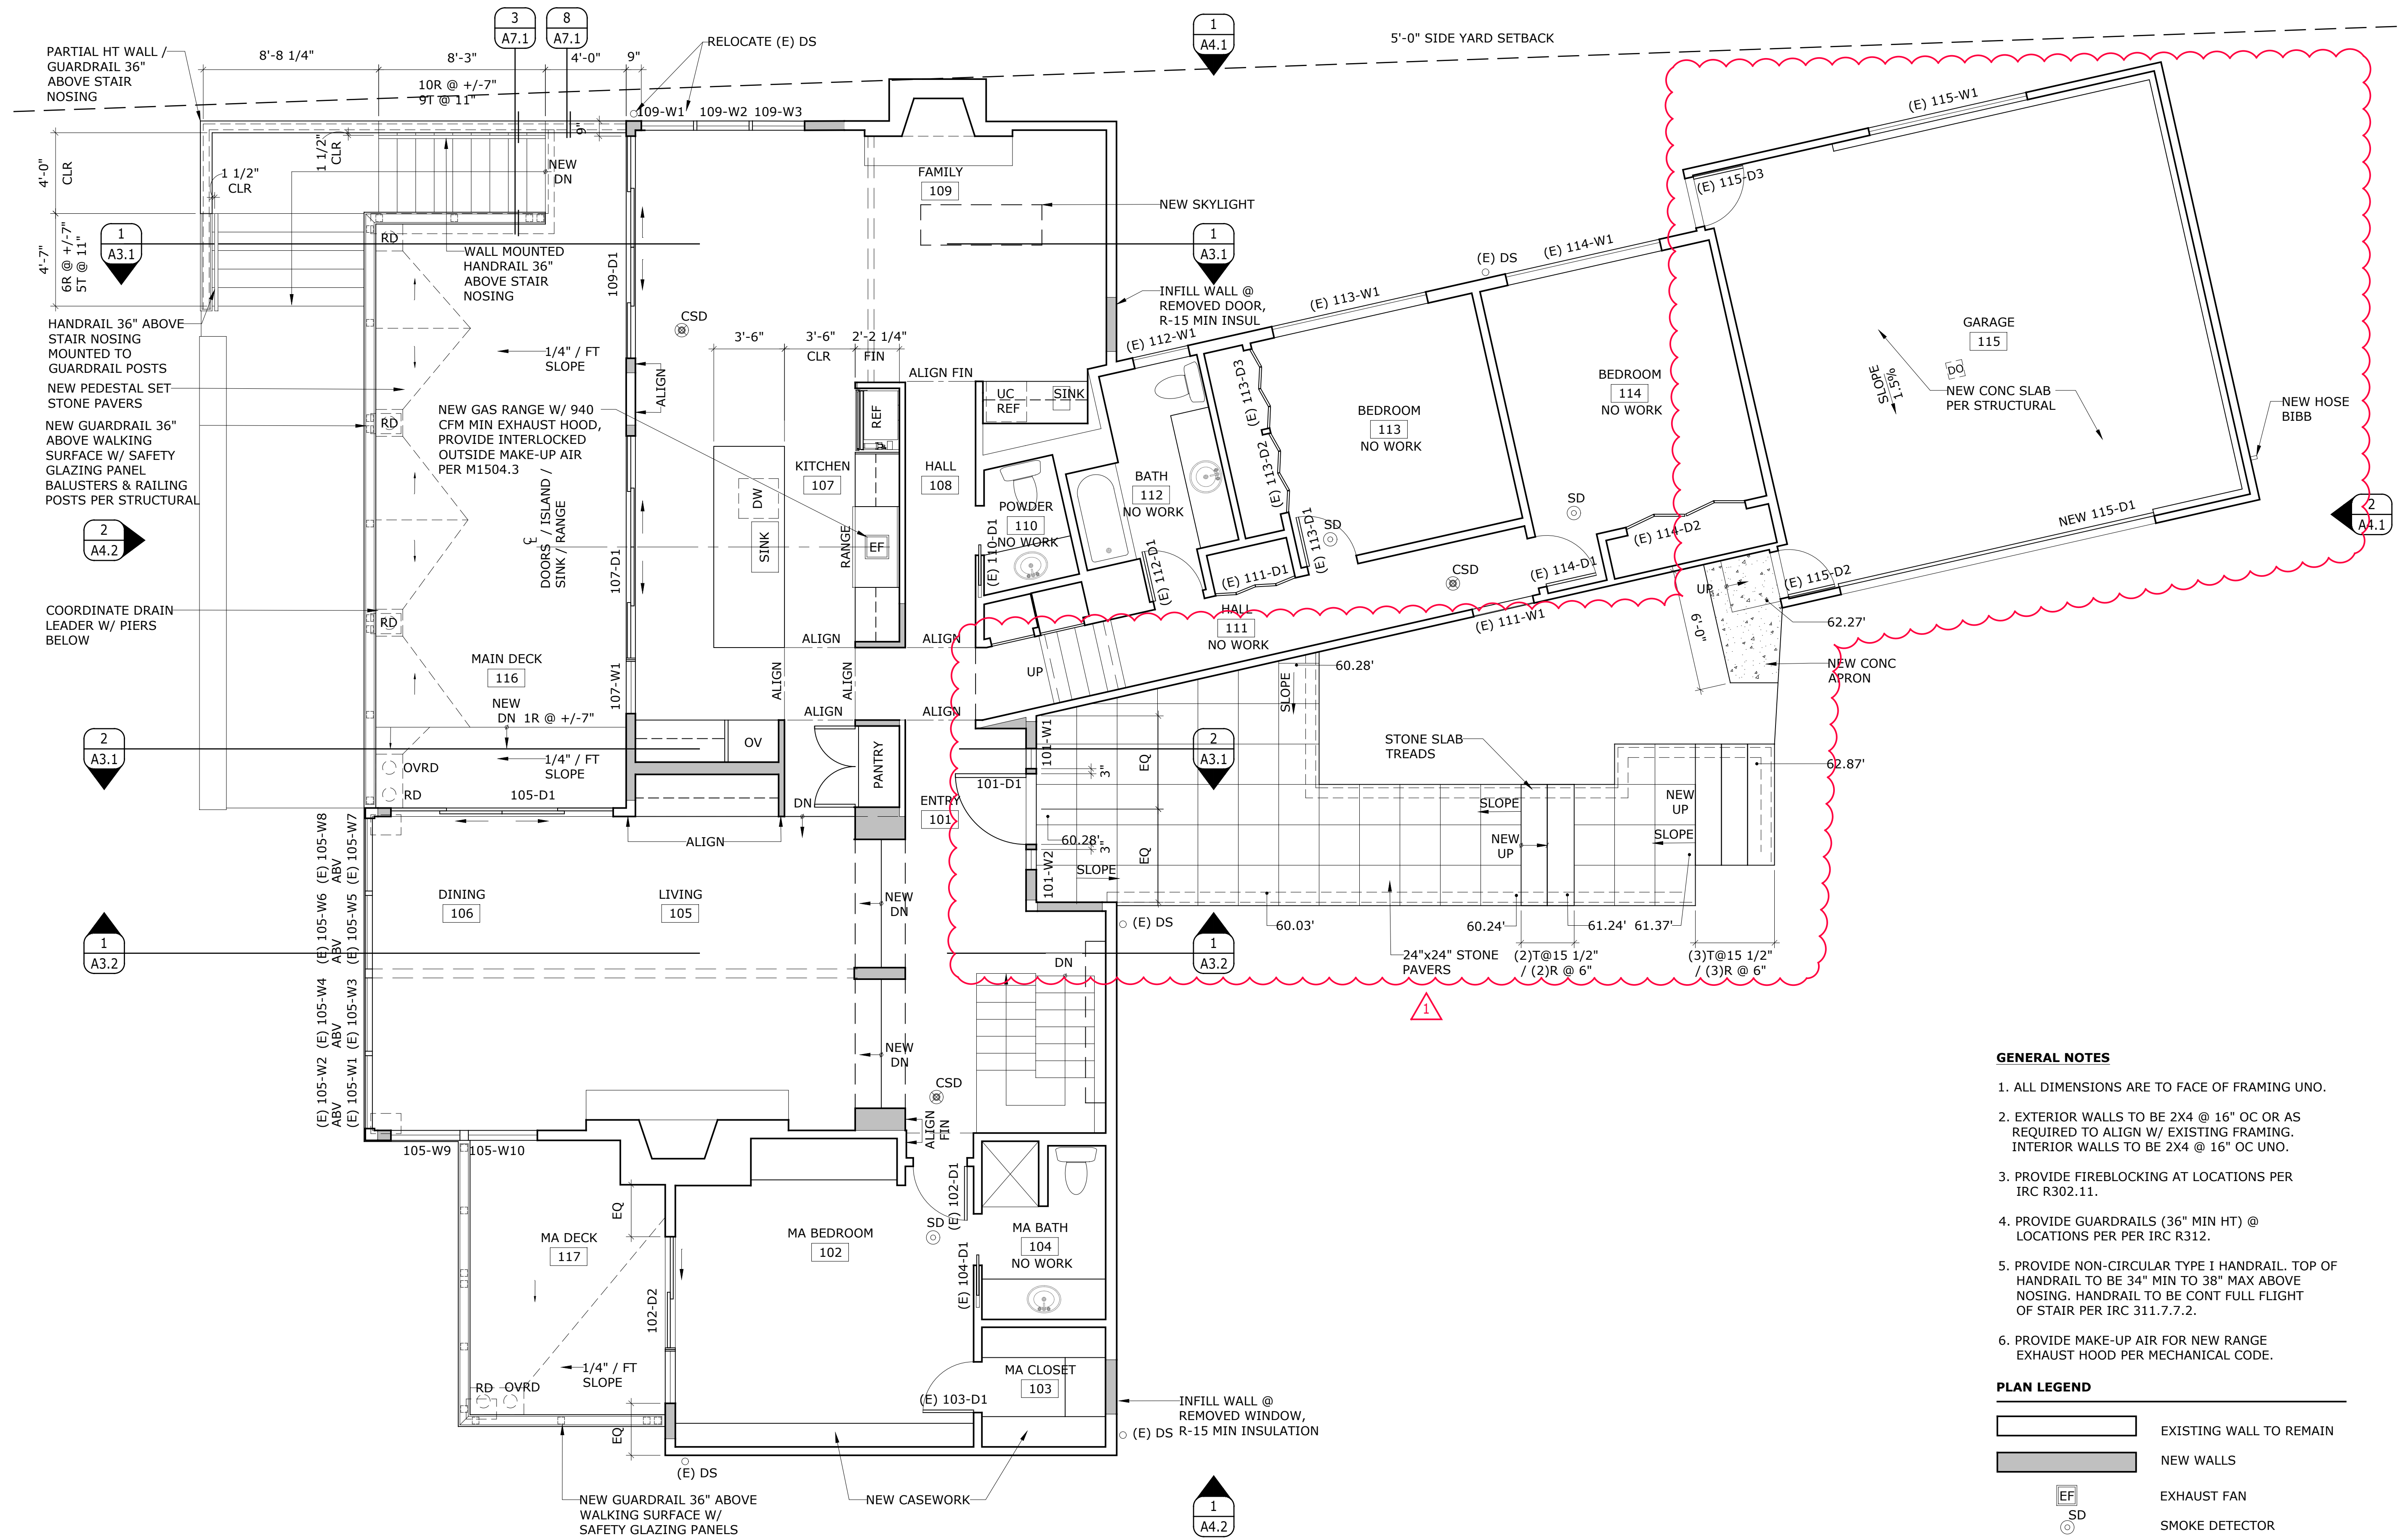 3
A7.1
8
A7.1
1
A4.1
5'-0" SIDE YARD SETBACK
PARTIAL HT WALL /
GUARDRAIL 36"
ABOVE STAIR
NOSING
8'-8 1/4"
8'-3"
4'-0"
9"
RELOCATE (E) DS
10R @ +/-7"
9T @ 11"
109-W1
109-W2
109-W3
9"
(E) 115-W1
4'-0"
CLR
1 1/2"
CLR
1 1/2"
CLR
NEW
DN
FAMILY
109
(E) 115-D3
NEW SKYLIGHT
4'-7"
6R @ +/-7"
5T @ 11"
1
A3.1
RD
WALL MOUNTED
HANDRAIL 36"
ABOVE STAIR
NOSING
109-D1
1
A3.1
(E) DS
(E) 114-W1
INFILL WALL @
REMOVED DOOR,
R-15 MIN INSUL
(E) 113-W1
(E) 112-W1
HANDRAIL 36" ABOVE
STAIR NOSING
MOUNTED TO
GUARDRAIL POSTS
CSD
3'-6"
3'-6"
CLR
2'-2 1/4"
FIN
GARAGE
115
1/4" / FT
SLOPE
ALIGN
ALIGN FIN
DO
SLOPE
1.5%
NEW CONC SLAB
PER STRUCTURAL
NEW PEDESTAL SET
STONE PAVERS
UC
REF
SINK
(E) 113-D3
BEDROOM
114
NO WORK
BEDROOM
113
NO WORK
NEW HOSE
BIBB
NEW GAS RANGE W/ 940
CFM MIN EXHAUST HOOD,
PROVIDE INTERLOCKED
OUTSIDE MAKE-UP AIR
PER M1504.3
REF
RD
NEW GUARDRAIL 36"
ABOVE WALKING
SURFACE W/ SAFETY
GLAZING PANEL
BALUSTERS & RAILING
POSTS PER STRUCTURAL
KITCHEN
107
HALL
108
(E) 113-D2
BATH
112
NO WORK
DW
SINK
RANGE
EF
POWDER
110
NO WORK
(E) 110-D1
SD
SD
(E) 113-D1
(E) 114-D2
NEW 115-D1
2
A4.1
2
A4.2
CL
DOORS / ISLAND /
SINK / RANGE
107-D1
(E) 112-D1
(E) 111-D1
CSD
(E) 114-D1
(E) 115-D2
UP
COORDINATE DRAIN
LEADER W/ PIERS
BELOW
RD
HALL
111
NO WORK
(E) 111-W1
6'-0"
62.27'
ALIGN
ALIGN
MAIN DECK
116
107-W1
ALIGN
ALIGN
UP
60.28'
SLOPE
NEW CONC
APRON
NEW
DN 1R @ +/-7"
ALIGN
ALIGN
2
A3.1
OV
PANTRY
101-W1
EQ
2
A3.1
STONE SLAB
TREADS
62.87'
1/4" / FT
SLOPE
OVRD
RD
105-D1
DN
101-D1
3"
ENTRY
101
60.28'
3"
SLOPE
NEW
UP
SLOPE
NEW
UP
ALIGN
(E) 105-W8
ABV
(E) 105-W7
101-W2
EQ
SLOPE
DINING
106
LIVING
105
NEW
DN
(E) 105-W6
ABV
(E) 105-W5
(E) DS
60.03'
60.24'
61.24'
61.37'
1
A3.2
1
A3.2
DN
24"x24" STONE
PAVERS
(2)T@15 1/2"
/ (2)R @ 6"
(3)T@15 1/2"
/ (3)R @ 6"
1
(E) 105-W4
ABV
(E) 105-W3
NEW
DN
(E) 105-W2
ABV
(E) 105-W1
CSD
ALIGN
FIN
105-W9
105-W10
EQ
(E) 102-D1
SD
MA DECK
117
MA BEDROOM
102
MA BATH
104
NO WORK
(E) 104-D1
102-D2
1/4" / FT
SLOPE
RD
OVRD
MA CLOSET
103
(E) 103-D1
INFILL WALL @
REMOVED WINDOW,
R-15 MIN INSULATION
(E) DS
EQ
(E) DS
NEW GUARDRAIL 36" ABOVE
WALKING SURFACE W/
SAFETY GLAZING PANELS
NEW CASEWORK
1
A4.2
GENERAL NOTES
1. ALL DIMENSIONS ARE TO FACE OF FRAMING UNO.
2. EXTERIOR WALLS TO BE 2X4 @ 16" OC OR AS
REQUIRED TO ALIGN W/ EXISTING FRAMING.
INTERIOR WALLS TO BE 2X4 @ 16" OC UNO.
3. PROVIDE FIREBLOCKING AT LOCATIONS PER
IRC R302.11.
4. PROVIDE GUARDRAILS (36" MIN HT) @
LOCATIONS PER PER IRC R312.
5. PROVIDE NON-CIRCULAR TYPE I HANDRAIL. TOP OF
HANDRAIL TO BE 34" MIN TO 38" MAX ABOVE
NOSING. HANDRAIL TO BE CONT FULL FLIGHT
OF STAIR PER IRC 311.7.7.2.
6. PROVIDE MAKE-UP AIR FOR NEW RANGE
EXHAUST HOOD PER MECHANICAL CODE.
PLAN LEGEND
EXISTING WALL TO REMAIN
NEW WALLS
EF
EXHAUST FAN
SD
SMOKE DETECTOR